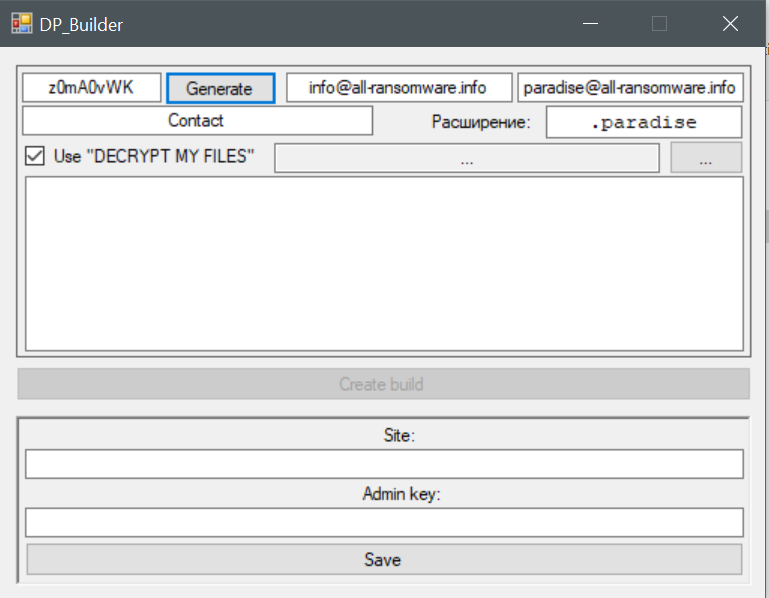 DP_Builder
z0mA0vWK Generate info@all-ransomware.info paradise@all-ransomware.info
Contact Расширение: .paradise
Use "DECRYPT MY FILES" ... ...
Create build
Site:
Admin key:
Save